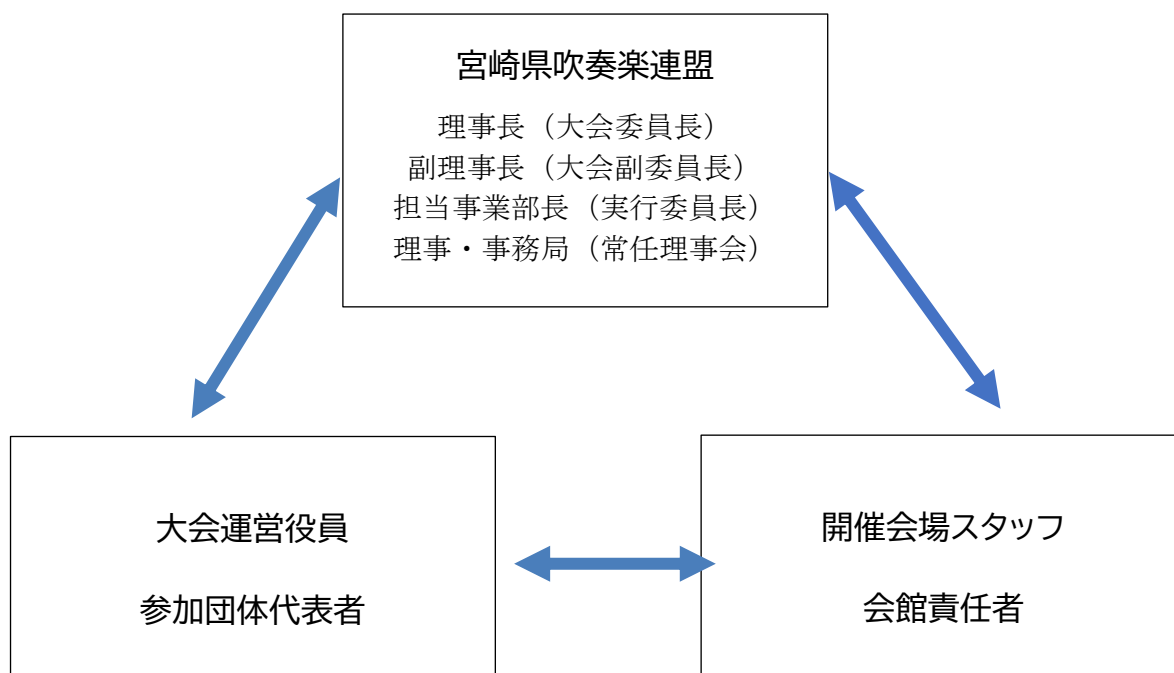 宮崎県吹奏楽連盟
理事長（大会委員長）
副理事長（大会副委員長）
担当事業部長（実行委員長）
理事・事務局（常任理事会）
大会運営役員
参加団体代表者
開催会場スタッフ
会館責任者